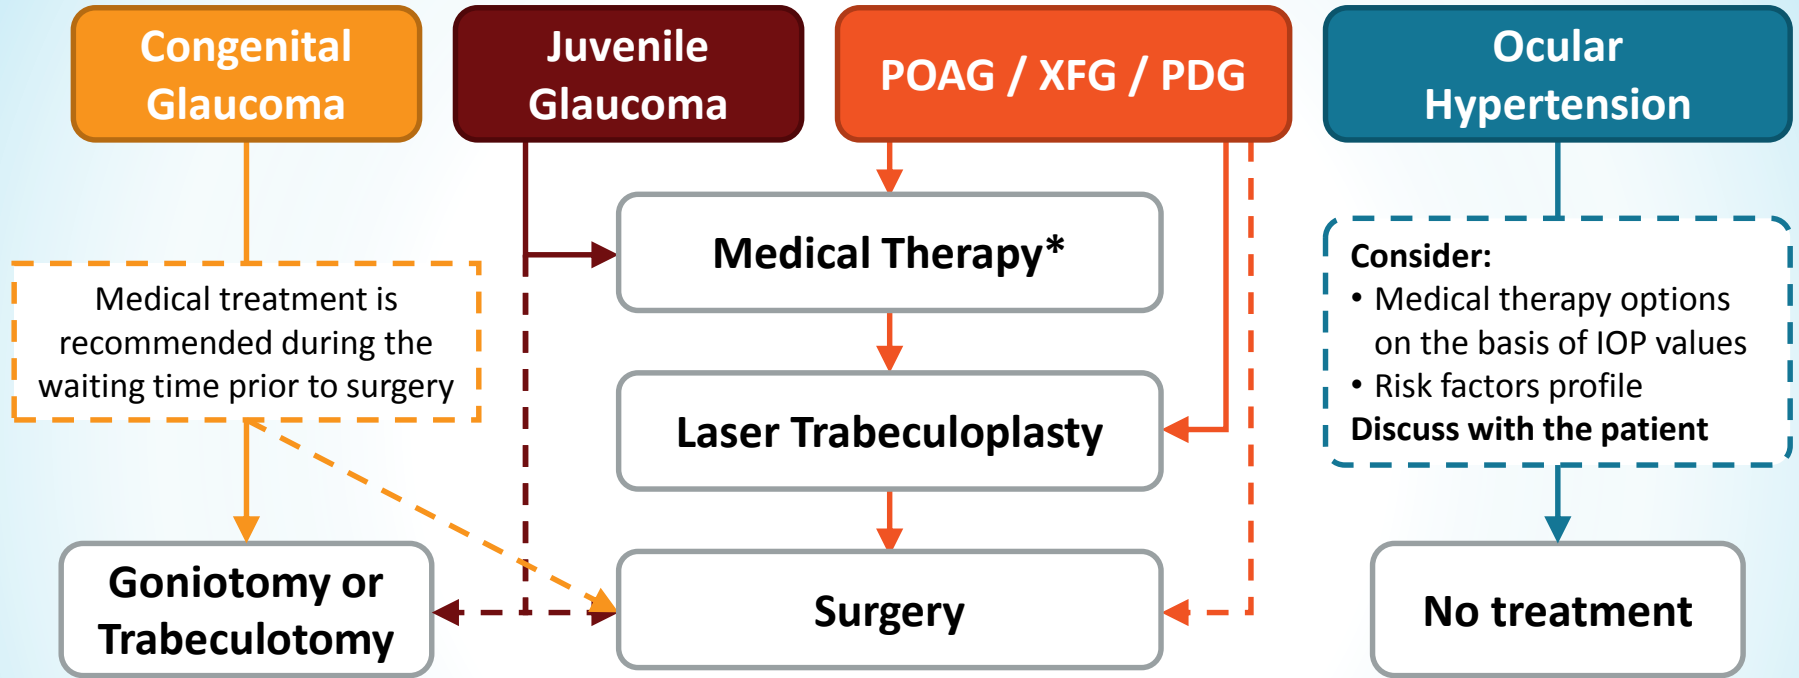 Congenital
Glaucoma
Juvenile
Glaucoma
POAG / XFG / PDG
Ocular
Hypertension
Medical Therapy*
Medical treatment is
recommended during the
waiting time prior to surgery
Consider:
• Medical therapy options
on the basis of IOP values
• Risk factors profile
Discuss with the patient
Laser Trabeculoplasty
Goniotomy or
Trabeculotomy
Surgery
No treatment